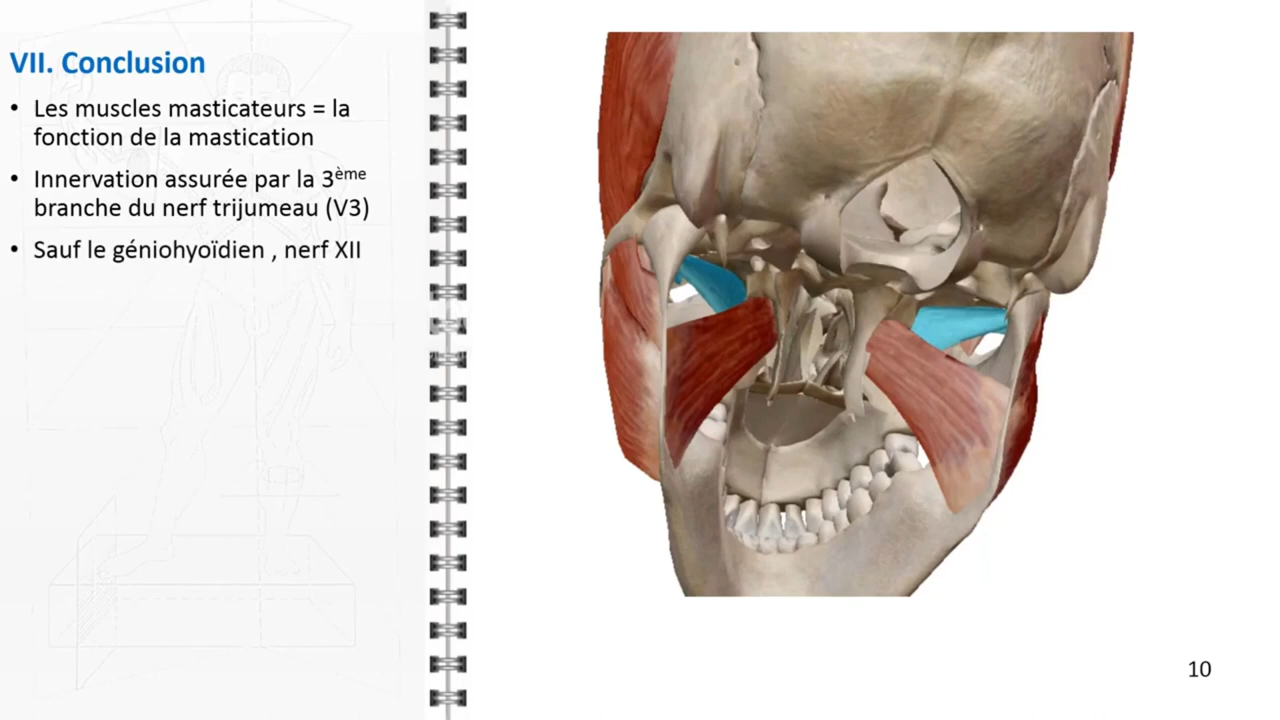 VII. Conclusion
• Les muscles masticateurs = la
fonction de la mastication
• Innervation assurée par la 3ème
branche du nerf trijumeau (V3)
• Sauf le géniohyoïdien , nerf XII
10